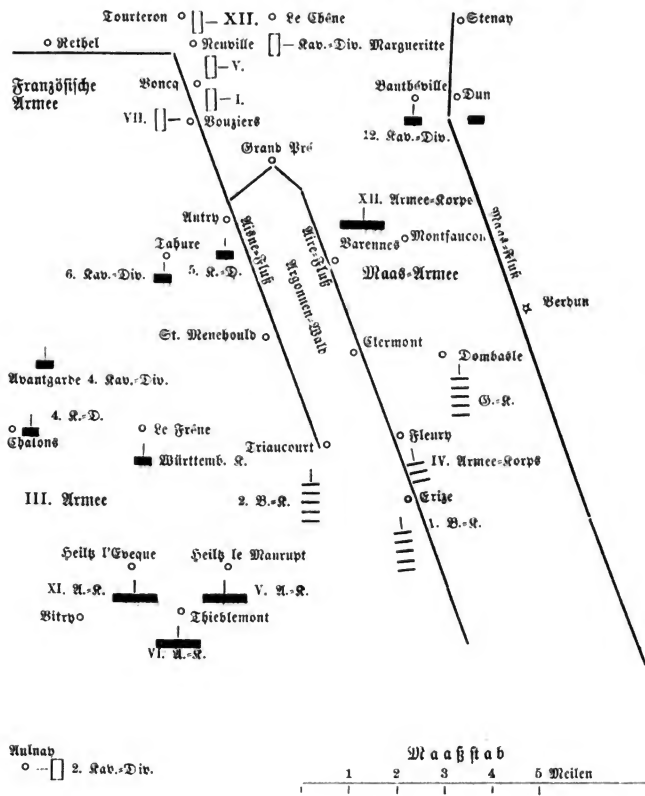 Tourteron XII. Le Chêne Stenay
Rethel Neuville Kav.-Div. Margueritte
V.
Französische
Armee
Voncq
I.
Banthéville Dun
VII. Vouziers
12. Kav.-Div.
Grand Pré
XII. Armee-Korps
Autry
Varennes Montfaucon
Tahure
6. Kav.-Div. 5. K.-D.
Aisne-Fluß
Aire-Fluß
Argonnen-Wald
Maas-Armee
Maas-Fluß
Verdun
St. Menehould
Clermont Dombasle
Avantgarde 4. Kav.-Div.
G.-K.
4. K.-D.
Chalons
Le Frêne
Württemb. K.
Triaucourt
Fleury
IV. Armee-Korps
III. Armee
2. B.-K.
Erize
1. B.-K.
Heiltz l'Eveque Heiltz le Maurupt
XI. A.-K. V. A.-K.
Vitry Thieblemont
VI. A.-K.
Aulnay
2. Kav.-Div.
Maaßstab
1 2 3 4 5 Meilen